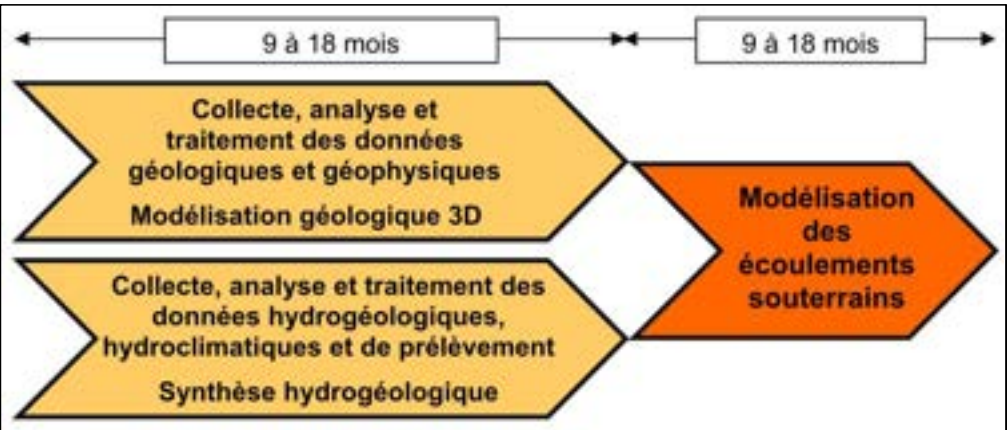 9 à 18 mois
9 à 18 mois
Collecte, analyse et
traitement des données
géologiques et géophysiques
Modélisation géologique 3D
Collecte, analyse et traitement des
données hydrogéologiques,
hydroclimatiques et de prélèvement
Synthèse hydrogéologique
Modélisation
des
écoulements
souterrains